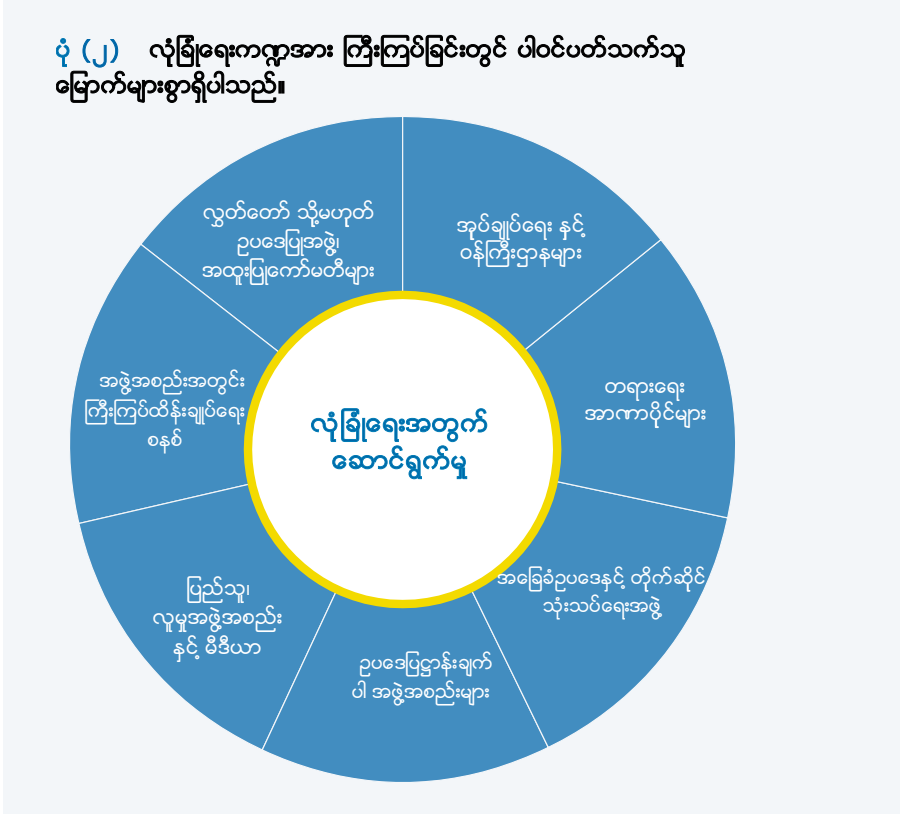 ပုံ (၂) လုံခြုံရေးကဏ္ဍအား ကြီးကြပ်ခြင်းတွင် ပါဝင်ပတ်သက်သူ
မြောက်များစွာရှိပါသည်။
လွှတ်တော် သို့မဟုတ်
ဥပဒေပြုအဖွဲ့၊
အထူးပြုကော်မတီများ
အုပ်ချုပ်ရေး နှင့်
ဝန်ကြီးဌာနများ
တရားရေး
အာဏာပိုင်များ
အခြေခံဥပဒေနှင့် တိုက်ဆိုင်
သုံးသပ်ရေးအဖွဲ့
ဥပဒေပြဋ္ဌာန်းချက်
ပါ အဖွဲ့အစည်းများ
ပြည်သူ၊
လူမှုအဖွဲ့အစည်း
နှင့် မီဒီယာ
အဖွဲ့အစည်းအတွင်း
ကြီးကြပ်ထိန်းချုပ်ရေး
စနစ်
လုံခြုံရေးအတွက်
ဆောင်ရွက်မှု